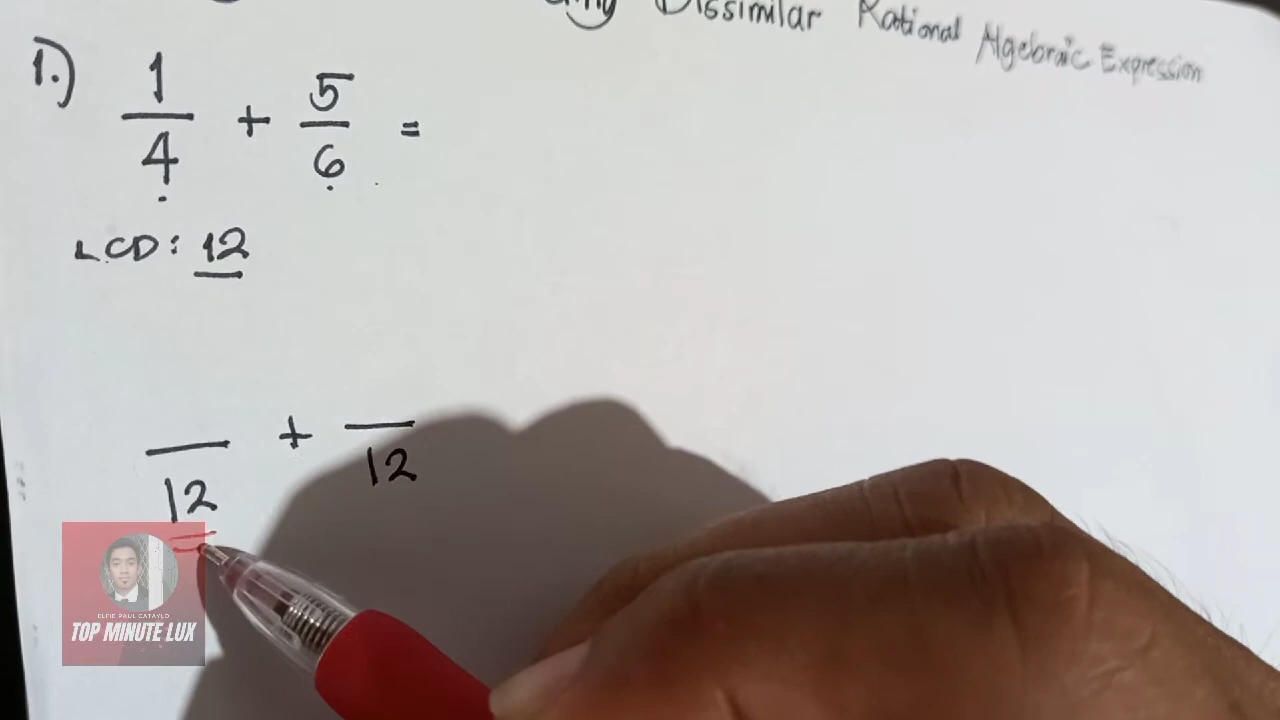 Dissimilar Rational Algebraic Expression
1.) 1/4 + 5/6 =
LCD: 12
/12 + /12
ELFIE PAUL CATAYLO
TOP MINUTE LUX